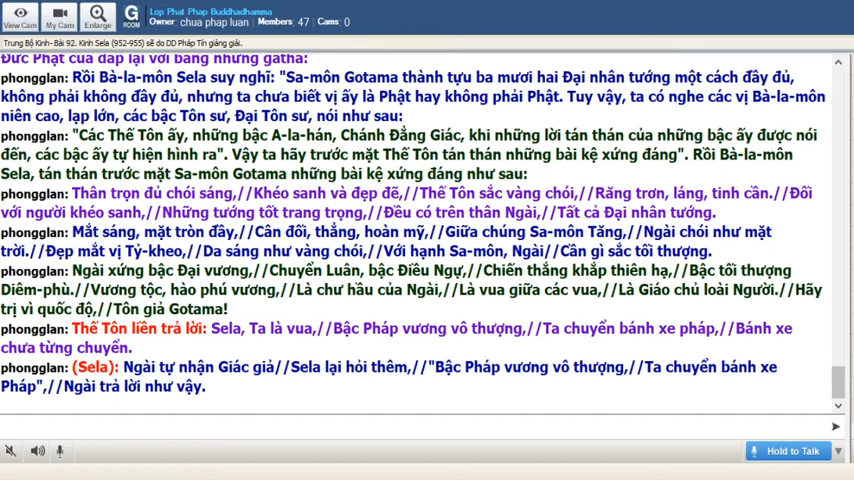 Lop Phat Phap Buddhadhamma
Owner: chua phap luan Members: 47 Cams: 0
View Cam My Cam Enlarge G ROOM
Trung Bộ Kinh- Bài 92. Kinh Sela (952-955) sẽ do DD Pháp Tín giảng giải.
Đức Phật của đáp lại với bằng những gatha:
phongglan: Rồi Bà-la-môn Sela suy nghĩ: "Sa-môn Gotama thành tựu ba mươi hai Đại nhân tướng một cách đầy đủ,
không phải không đầy đủ, nhưng ta chưa biết vị ấy là Phật hay không phải Phật. Tuy vậy, ta có nghe các vị Bà-la-môn
niên cao, lạp lớn, các bậc Tôn sư, Đại Tôn sư, nói như sau:
phongglan: "Các Thế Tôn ấy, những bậc A-la-hán, Chánh Đẳng Giác, khi những lời tán thán của những bậc ấy được nói
đến, các bậc ấy tự hiện hình ra". Vậy ta hãy trước mặt Thế Tôn tán thán những bài kệ xứng đáng". Rồi Bà-la-môn
Sela, tán thán trước mặt Sa-môn Gotama những bài kệ xứng đáng như sau:
phongglan: Thân trọn đủ chói sáng,//Khéo sanh và đẹp đẽ,//Thế Tôn sắc vàng chói,//Răng trơn, láng, tinh cần.//Đối
với người khéo sanh,//Những tướng tốt trang trọng,//Đều có trên thân Ngài,//Tất cả Đại nhân tướng.
phongglan: Mắt sáng, mặt tròn đầy,//Cân đối, thẳng, hoàn mỹ,//Giữa chúng Sa-môn Tăng,//Ngài chói như mặt
trời.//Đẹp mắt vị Tỷ-kheo,//Da sáng như vàng chói,//Với hạnh Sa-môn, Ngài//Cần gì sắc tối thượng.
phongglan: Ngài xứng bậc Đại vương,//Chuyển Luân, bậc Điều Ngự,//Chiến thắng khắp thiên hạ,//Bậc tối thượng
Diêm-phù.//Vương tộc, hào phú vương,//Là chư hầu của Ngài,//Là vua giữa các vua,//Là Giáo chủ loài Người.//Hãy
trị vì quốc độ,//Tôn giả Gotama!
phongglan: Thế Tôn liền trả lời: Sela, Ta là vua,//Bậc Pháp vương vô thượng,//Ta chuyển bánh xe pháp,//Bánh xe
chưa từng chuyển.
phongglan: (Sela): Ngài tự nhận Giác giả//Sela lại hỏi thêm,//"Bậc Pháp vương vô thượng,//Ta chuyển bánh xe
Pháp",//Ngài trả lời như vậy.
Hold to Talk